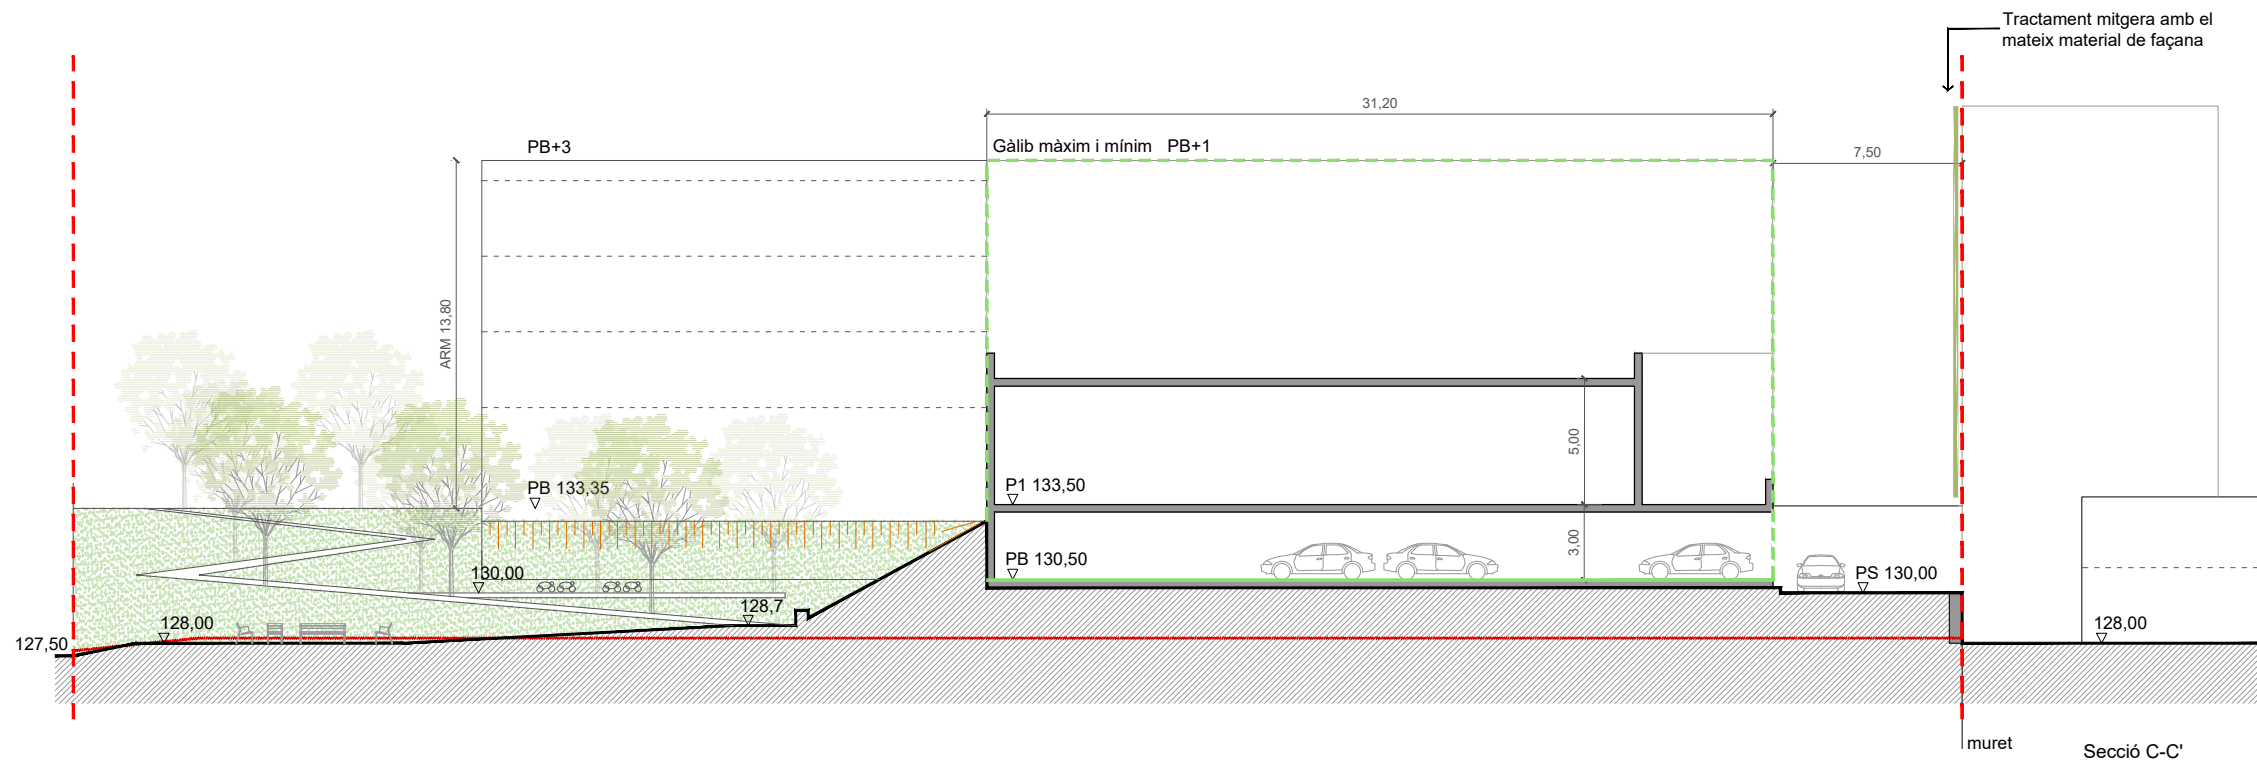 Tractament mitgera amb el
mateix material de façana
31,20
PB+3
Gàlib màxim i mínim PB+1
7,50
ARM 13,80
5,00
PB 133,35
P1 133,50
3,00
PB 130,50
130,00
PS 130,00
128,7
128,00
128,00
127,50
muret
Secció C-C'